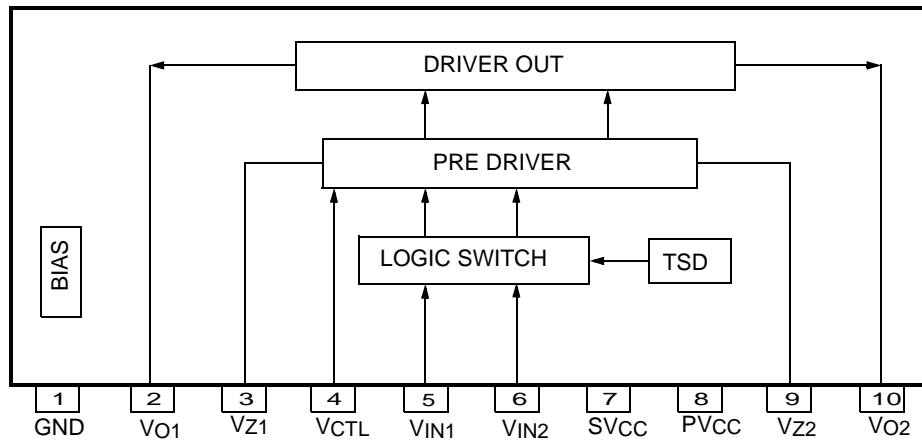 DRIVER OUT
PRE DRIVER
BIAS
LOGIC SWITCH
TSD
1 2 3 4 5 6 7 8 9 10
GND VO1 VZ1 VCTL VIN1 VIN2 SVCC PVCC VZ2 VO2